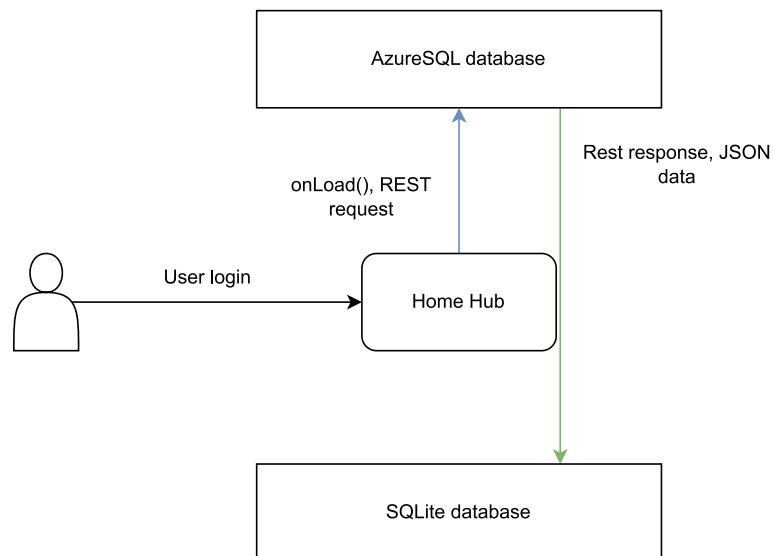 AzureSQL database
Rest response, JSON
data
onLoad(), REST
request
User login
Home Hub
SQLite database